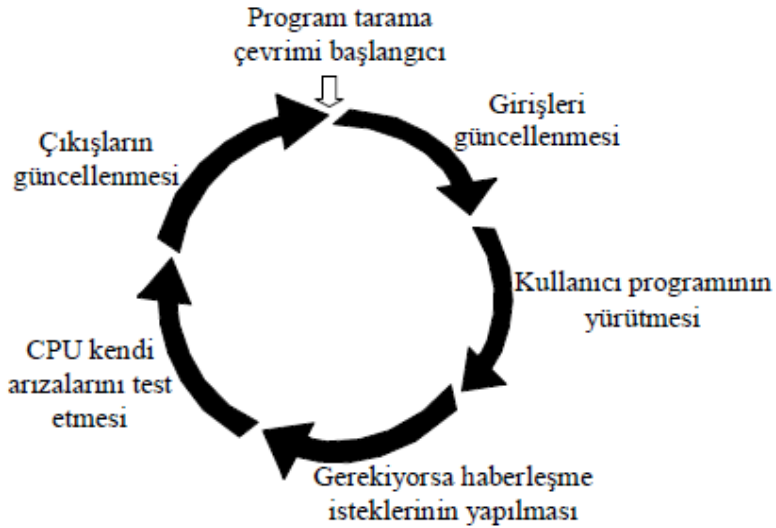 Program tarama
çevrimi başlangıcı
Girişleri
güncellenmesi
Kullanıcı programının
yürütmesi
Gerekiyorsa haberleşme
isteklerinin yapılması
CPU kendi
arızalarını test
etmesi
Çıkışların
güncellenmesi